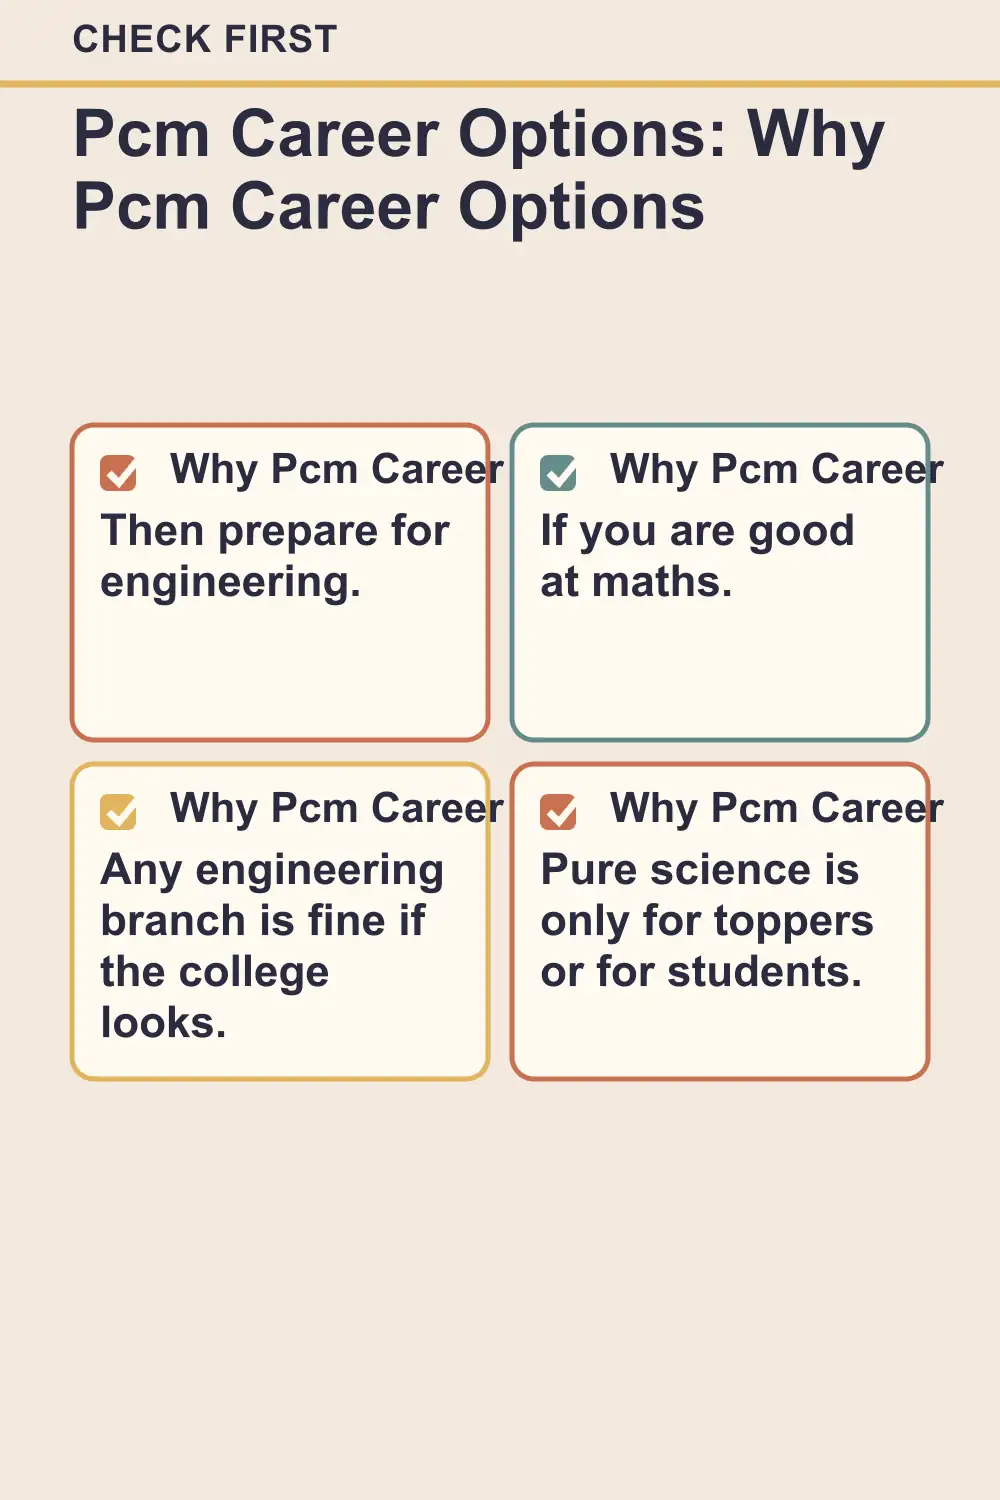 CHECK FIRST
Pcm Career Options: Why
Pcm Career Options
Why Pcm Career
Then prepare for
engineering.
Why Pcm Career
If you are good
at maths.
Why Pcm Career
Any engineering
branch is fine if
the college
looks.
Why Pcm Career
Pure science is
only for toppers
or for students.